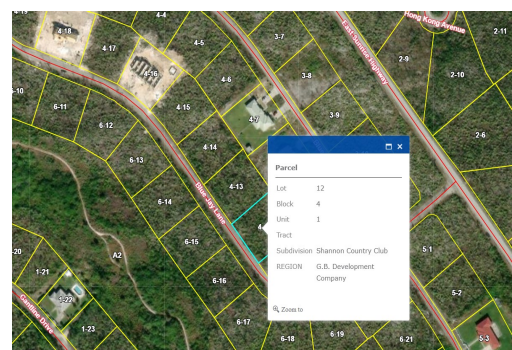 4-4
Hong Kong Avenue
2-11
4-18
4-17
4-5
3-7
East Sunrise Highway
2-9
4-16
4-6
3-8
2-10
6-10
6-11
4-15
4-7
3-9
6-12
2-6
4-14
6-13
4-13
Blue Jay Lane
6-14
4-
6-15
A2
5-1
-20
1-21
6-16
5-2
1-22
Cantline Drive
1-23
6-17
6-18
6-19
6-21
5-3
Parcel
Lot 12
Block 4
Unit 1
Tract
Subdivision Shannon Country Club
REGION G.B. Development
Company
Zoom to